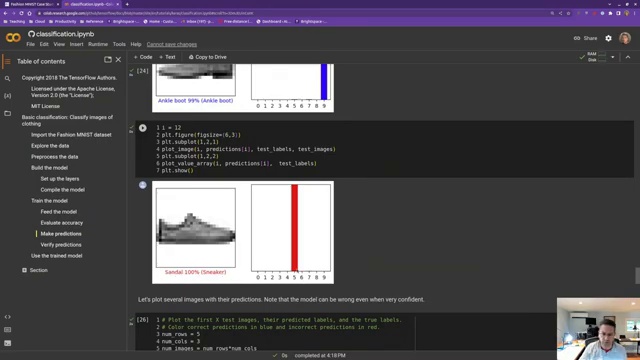 Fashion MNIST Case Stud
classification.ipynb
classification.ipynb
File Edit View Insert Runtime Tools Help Cannot save changes
Share
+ Code + Text Copy to Drive
RAM
Disk
Table of contents
Copyright 2018 The TensorFlow Authors.
Licensed under the Apache License,
Version 2.0 (the "License");
MIT License
Basic classification: Classify images of
clothing
Import the Fashion MNIST dataset
Explore the data
Preprocess the data
Build the model
Set up the layers
Compile the model
Train the model
Feed the model
Evaluate accuracy
Make predictions
Verify predictions
Use the trained model
Section
[24]
Ankle boot 99% (Ankle boot)
0 1 2 3 4 5 6 7 8 9
1 i = 12
2 plt.figure(figsize=(6,3))
3 plt.subplot(1,2,1)
4 plot_image(i, predictions[i], test_labels, test_images)
5 plt.subplot(1,2,2)
6 plot_value_array(i, predictions[i], test_labels)
7 plt.show()
Sandal 100% (Sneaker)
0 1 2 3 4 5 6 7 8 9
Let's plot several images with their predictions. Note that the model can be wrong even when very confident.
[26]
1 # Plot the first X test images, their predicted labels, and the true labels.
2 # Color correct predictions in blue and incorrect predictions in red.
3 num_rows = 5
4 num_cols = 3
5 num_images = num_rows*num_cols
0s completed at 4:18 PM